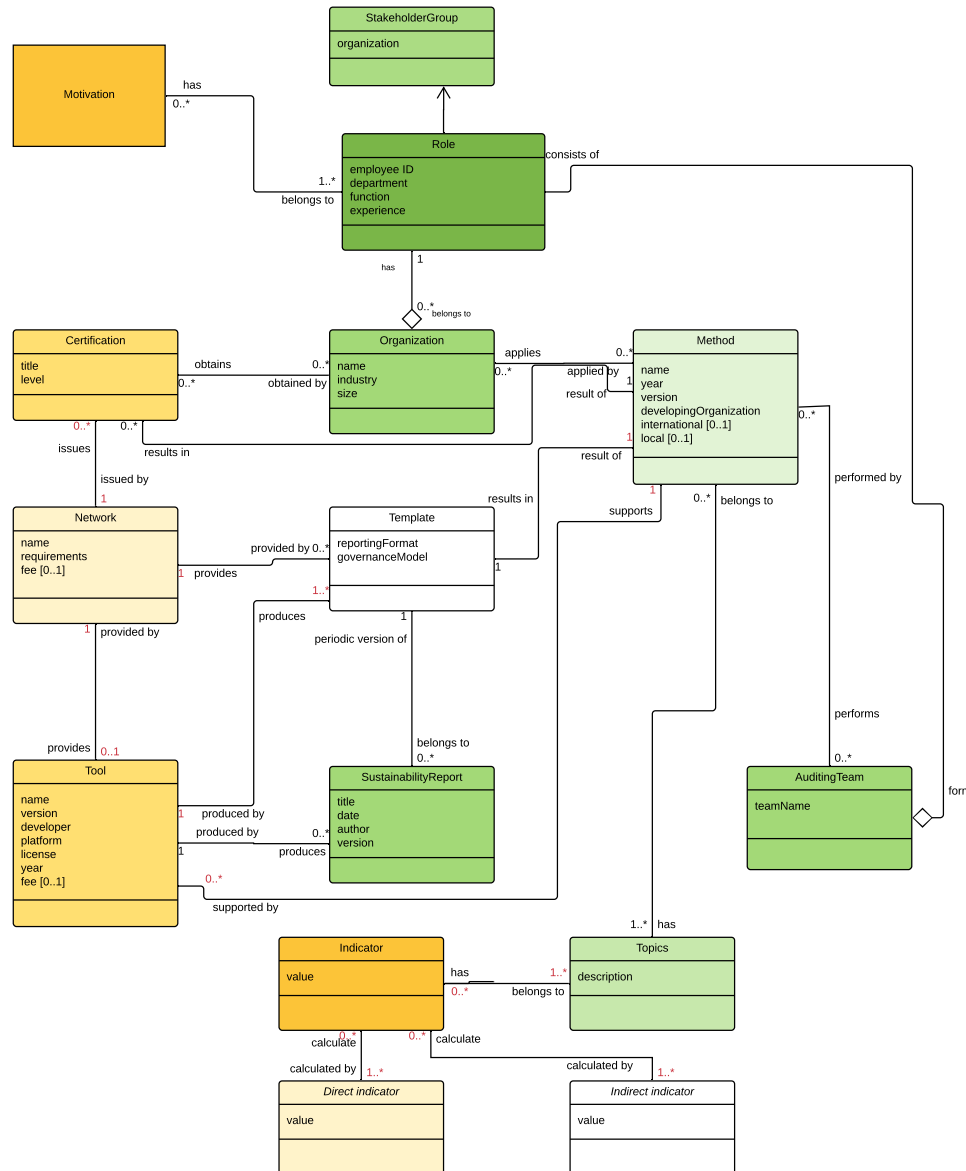 StakeholderGroup
organization
Motivation
has
0..*
Role
employee ID
department
function
experience
consists of
1..*
belongs to
1
has
0..*
belongs to
Certification
title
level
obtains
0..*
0..*
obtained by
Organization
name
industry
size
applies
0..*
0..*
applied by
1
result of
Method
name
year
version
developingOrganization
international [0..1]
local [0..1]
0..*
0..*
0..*
results in
issues
issued by
1
1
result of
results in
1
supports
0..*
belongs to
performed by
Network
name
requirements
fee [0..1]
provided by
0..*
1
provides
Template
reportingFormat
governanceModel
1
1..*
produces
1
periodic version of
1
provided by
provides
0..1
belongs to
0..*
performs
0..*
Tool
name
version
developer
platform
license
year
fee [0..1]
1
produced by
produced by
1
0..*
produces
0..*
supported by
SustainabilityReport
title
date
author
version
AuditingTeam
teamName
1..*
has
Indicator
value
has
0..*
1..*
belongs to
Topics
description
0..*
calculate
0..*
calculate
calculated by
1..*
calculated by
1..*
Direct indicator
value
Indirect indicator
value